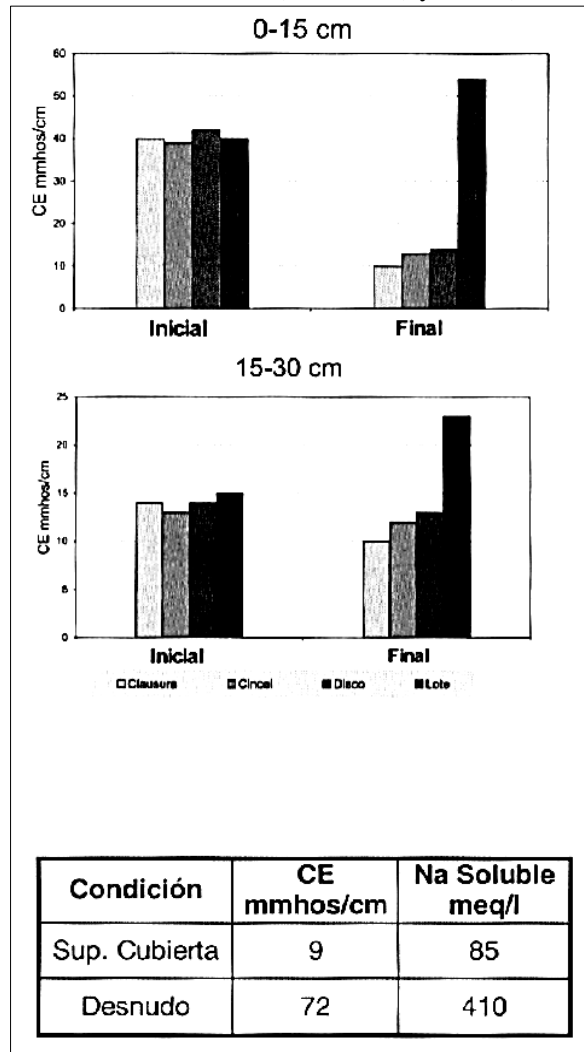 0-15 cm
60
50
40
30
20
10
0
CE mmhos/cm
Inicial Final
15-30 cm
25
20
15
10
5
0
CE mmhos/cm
Inicial Final
Clausura Cincel Disco Lote
Condición CE mmhos/cm Na Soluble meq/l
Sup. Cubierta 9 85
Desnudo 72 410